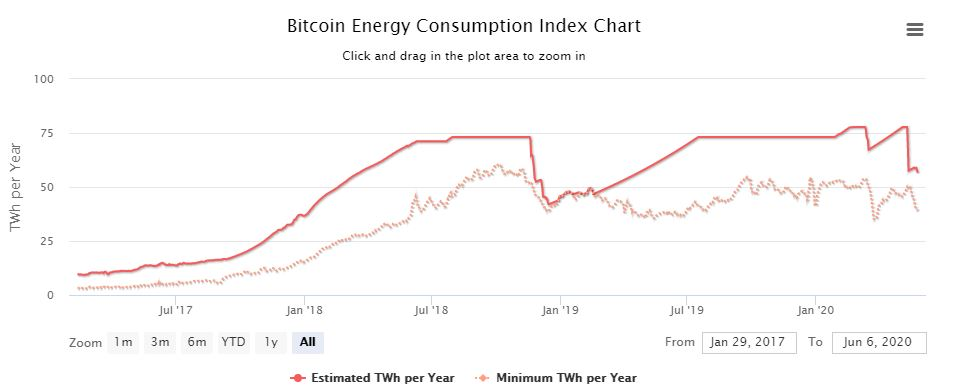 Bitcoin Energy Consumption Index Chart
Click and drag in the plot area to zoom in
TWh per Year
100
75
50
25
0
Jul '17 Jan '18 Jul '18 Jan '19 Jul '19 Jan '20
Zoom 1m 3m 6m YTD 1y All From Jan 29, 2017 To Jun 6, 2020
Estimated TWh per Year Minimum TWh per Year